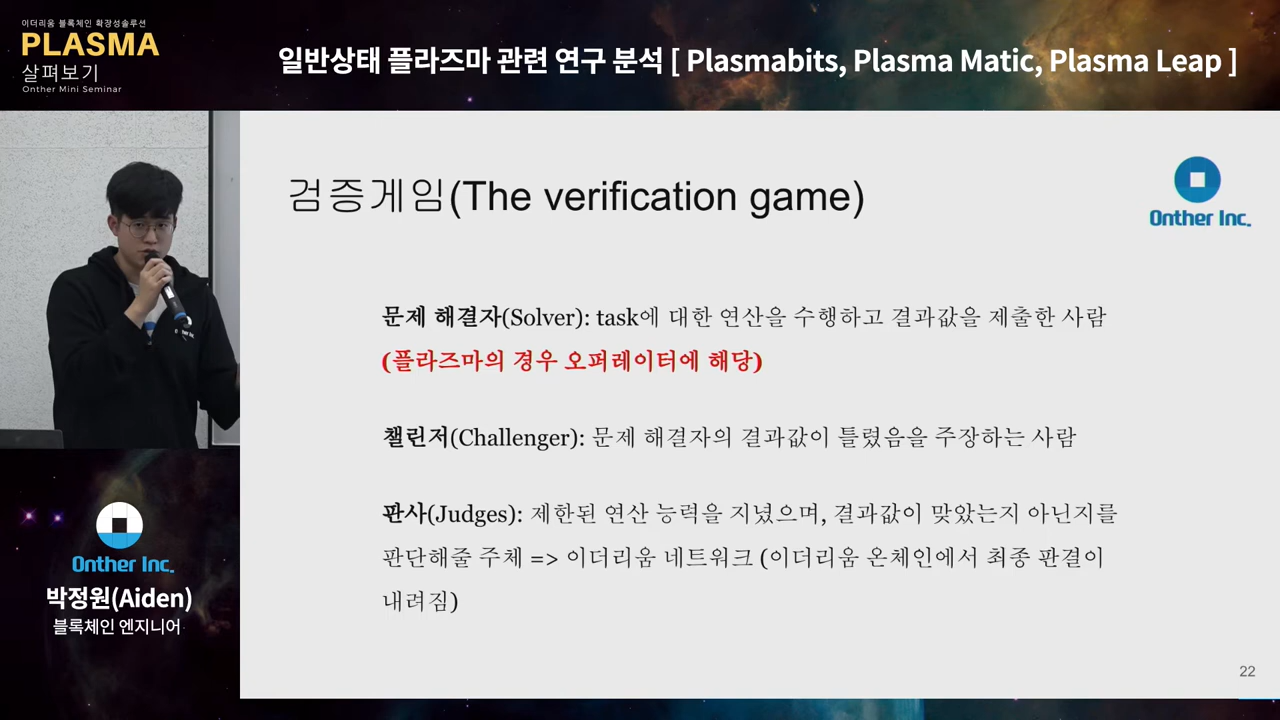 이더리움 블록체인 확장성솔루션
PLASMA
살펴보기
Onther Mini Seminar
일반상태 플라즈마 관련 연구 분석 [ Plasmabits, Plasma Matic, Plasma Leap ]
검증게임(The verification game)
Onther Inc.
문제 해결자(Solver): task에 대한 연산을 수행하고 결과값을 제출한 사람
(플라즈마의 경우 오퍼레이터에 해당)
챌린저(Challenger): 문제 해결자의 결과값이 틀렸음을 주장하는 사람
판사(Judges): 제한된 연산 능력을 지녔으며, 결과값이 맞았는지 아닌지를
판단해줄 주체 => 이더리움 네트워크 (이더리움 온체인에서 최종 판결이
내려짐)
22
Onther Inc.
박정원(Aiden)
블록체인 엔지니어